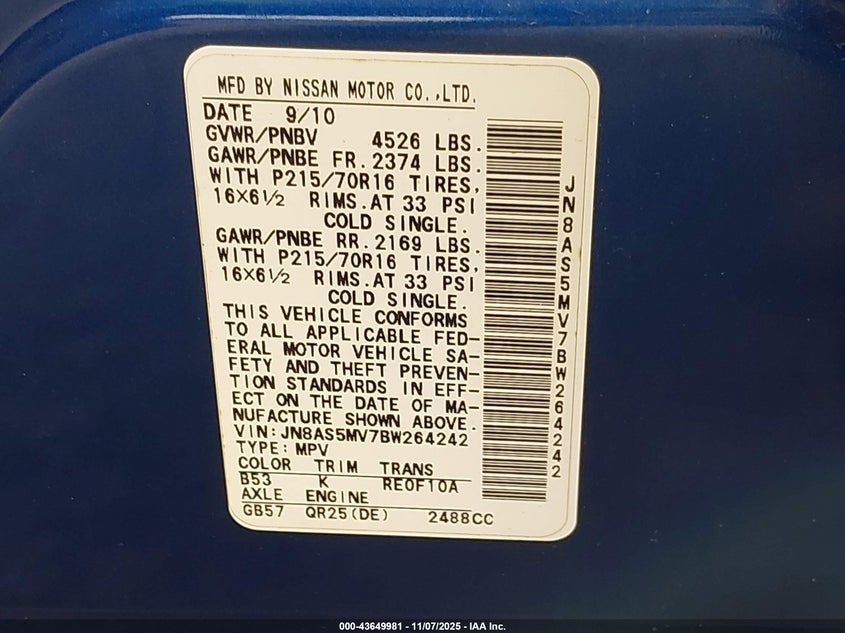 MFD BY NISSAN MOTOR CO.,LTD.
DATE 9/10
GVWR/PNBV 4526 LBS.
GAWR/PNBE FR. 2374 LBS.
WITH P215/70R16 TIRES,
16X6½ RIMS.AT 33 PSI
COLD SINGLE.
GAWR/PNBE RR. 2169 LBS.
WITH P215/70R16 TIRES,
16X6½ RIMS.AT 33 PSI
COLD SINGLE.
THIS VEHICLE CONFORMS
TO ALL APPLICABLE FED-
ERAL MOTOR VEHICLE SA-
FETY AND THEFT PREVEN-
TION STANDARDS IN EFF-
ECT ON THE DATE OF MA-
NUFACTURE SHOWN ABOVE.
VIN:JN8AS5MV7BW264242
TYPE:MPV
COLOR TRIM TRANS
B53 K RE0F10A
AXLE ENGINE
GB57 QR25(DE) 2488CC
JN8AS5MV7BW264242
000-43649981 - 11/07/2025 - IAA Inc.